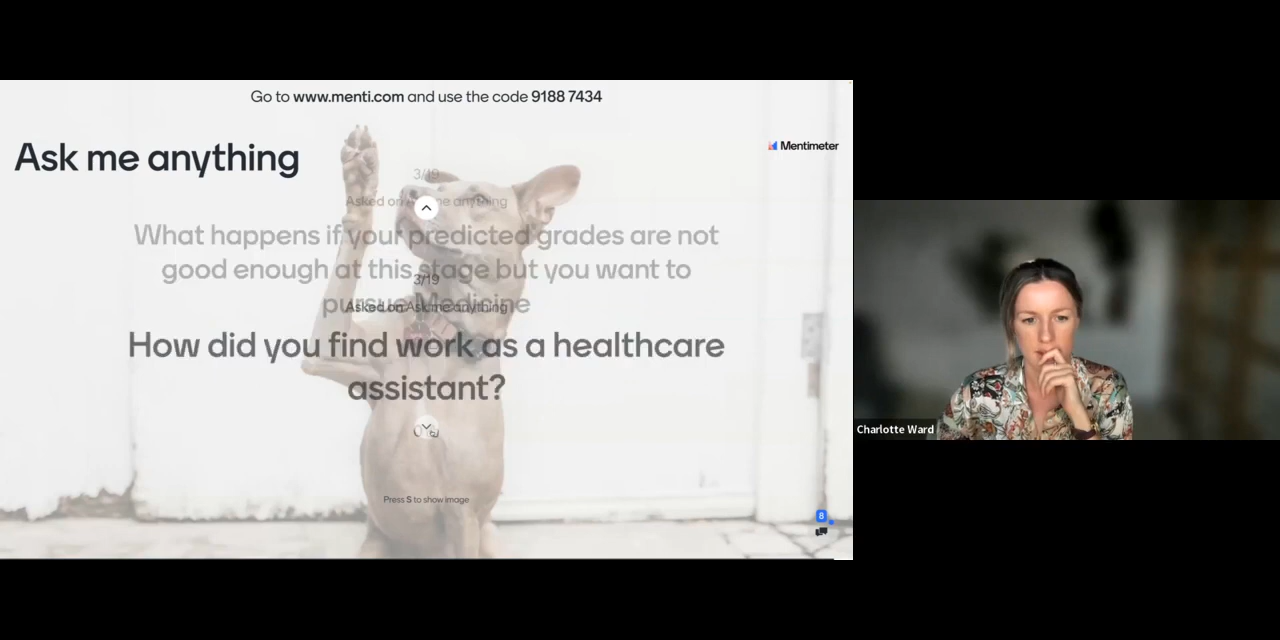 Go to www.menti.com and use the code 9188 7434
Ask me anything
Mentimeter
3/19
Asked on Ask me anything
What happens if your predicted grades are not
good enough at this stage but you want to
pursue Medicine
3/19
Asked on Ask me anything
How did you find work as a healthcare
assistant?
Press S to show image
8
Charlotte Ward